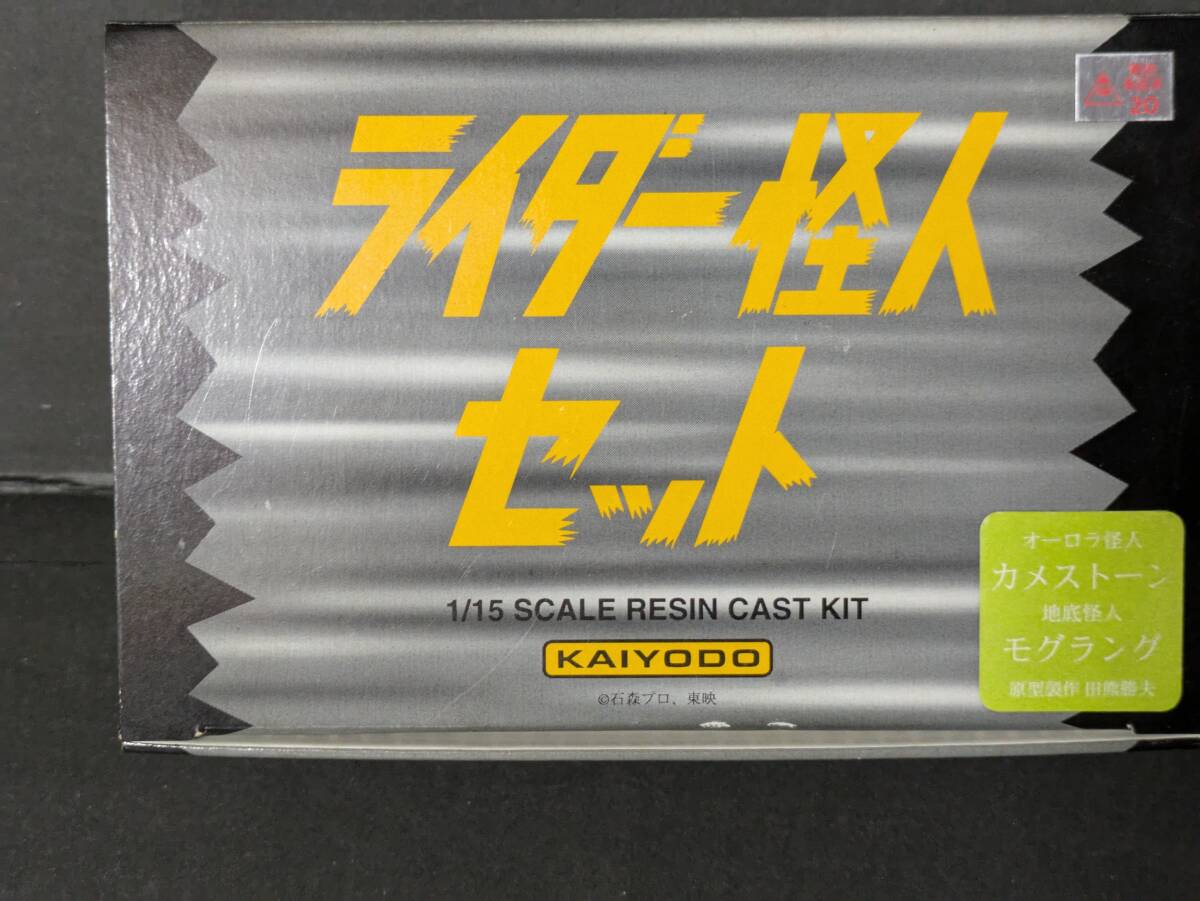 ライダー怪人
セット
1/15 SCALE RESIN CAST KIT
KAIYODO
©石森プロ、東映
20
オーロラ怪人
カメストーン
地底怪人
モグラング
原型製作 田熊勝夫